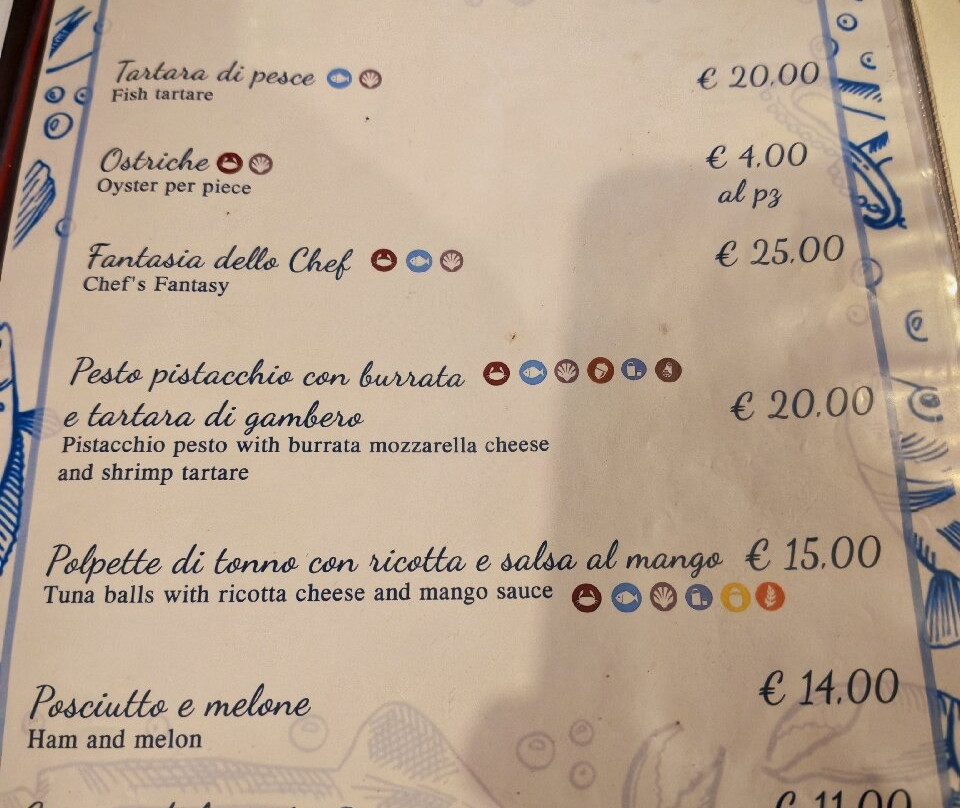 Tartara di pesce € 20.00
Fish tartare
Ostriche € 4.00
Oyster per piece al pz
Fantasia dello Chef € 25.00
Chef's Fantasy
Pesto pistacchio con burrata
e tartara di gambero € 20.00
Pistacchio pesto with burrata mozzarella cheese
and shrimp tartare
Polpette di tonno con ricotta e salsa al mango € 15.00
Tuna balls with ricotta cheese and mango sauce
Posciutto e melone € 14.00
Ham and melon
€ 11.00